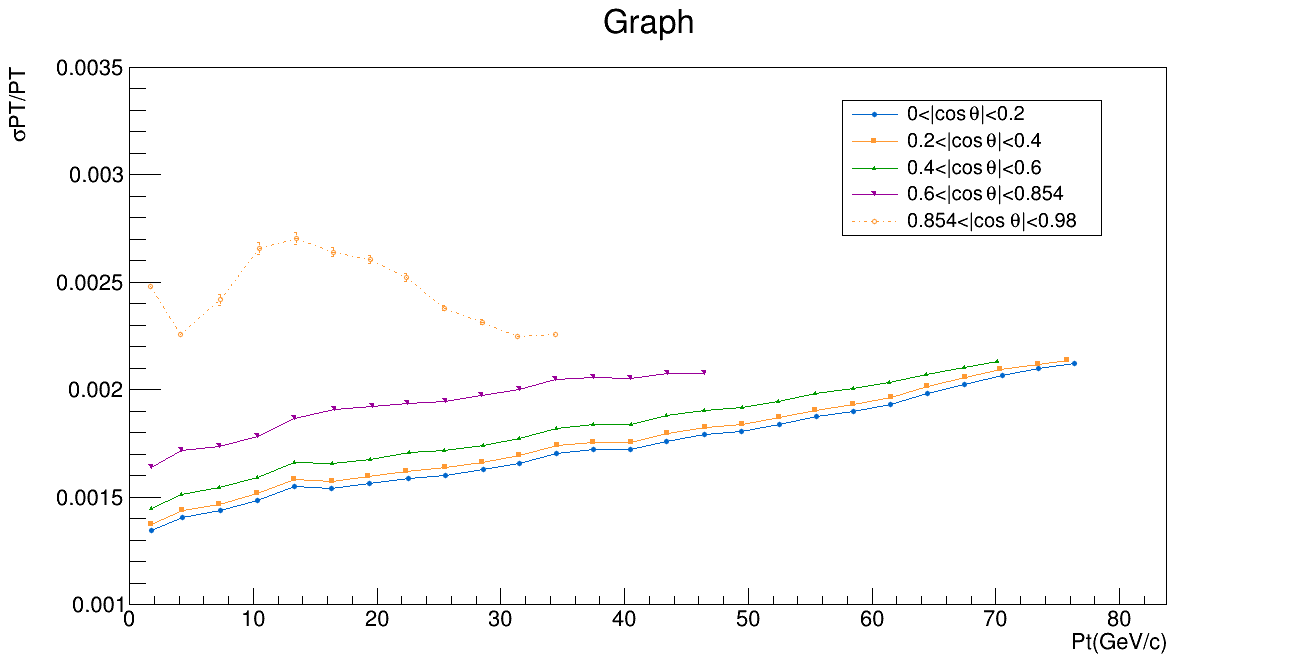 Graph
σPT/PT
0.0035
0.003
0.0025
0.002
0.0015
0.001
0<|cos θ|<0.2
0.2<|cos θ|<0.4
0.4<|cos θ|<0.6
0.6<|cos θ|<0.854
0.854<|cos θ|<0.98
0 10 20 30 40 50 60 70 80
Pt(GeV/c)